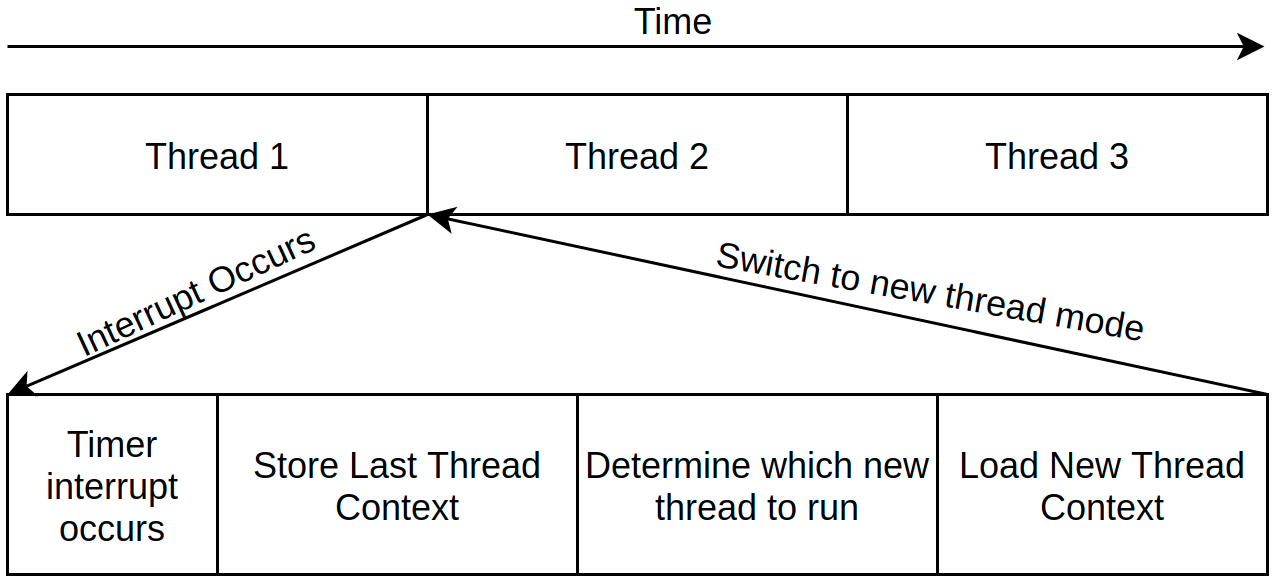 Time
Thread 1
Thread 2
Thread 3
Interrupt Occurs
Switch to new thread mode
Timer
interrupt
occurs
Store Last Thread
Context
Determine which new
thread to run
Load New Thread
Context